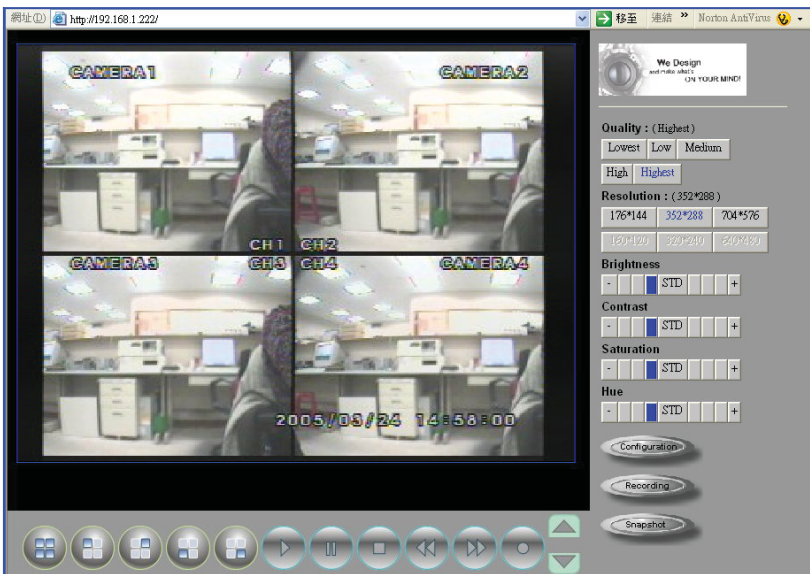 網址(D) http://192.168.1.222/ 移至 連結 » Norton AntiVirus
CAMERA1 CAMERA2
CH1 CH2
CAMERA3 CH3 CH4 CAMERA4
2005/03/24 14:58:00
We Design
and make what's
ON YOUR MIND!
Quality : (Highest)
Lowest Low Medium
High Highest
Resolution : (352*288)
176*144 352*288 704*576
160*120 320*240 640*480
Brightness
- STD +
Contrast
- STD +
Saturation
- STD +
Hue
- STD +
Configuration
Recording
Snapshot